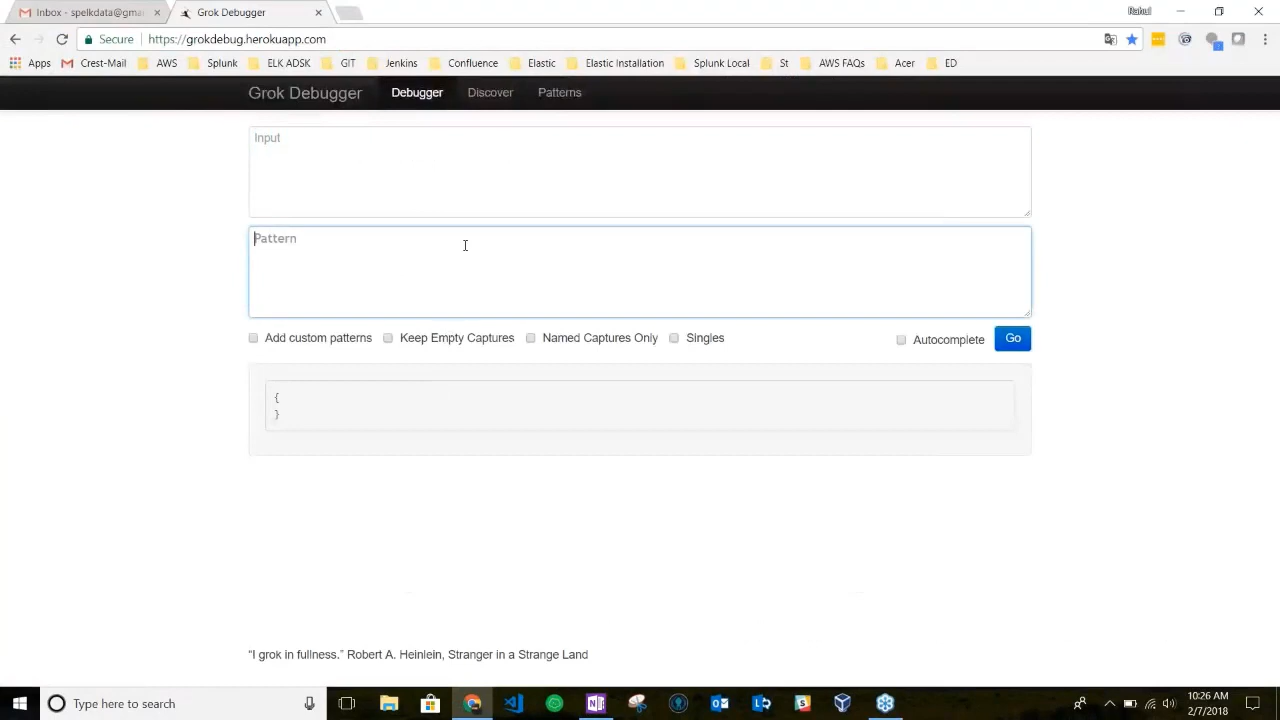 Inbox - spelkdata@gmai
Grok Debugger
Rahul
Secure https://grokdebug.herokuapp.com
Apps Crest-Mail AWS Splunk ELK ADSK GIT Jenkins Confluence Elastic Elastic Installation Splunk Local St AWS FAQs Acer ED
Grok Debugger Debugger Discover Patterns
Input
Pattern
Add custom patterns Keep Empty Captures Named Captures Only Singles Autocomplete Go
{
}
“I grok in fullness.” Robert A. Heinlein, Stranger in a Strange Land
Type here to search
10:26 AM
2/7/2018